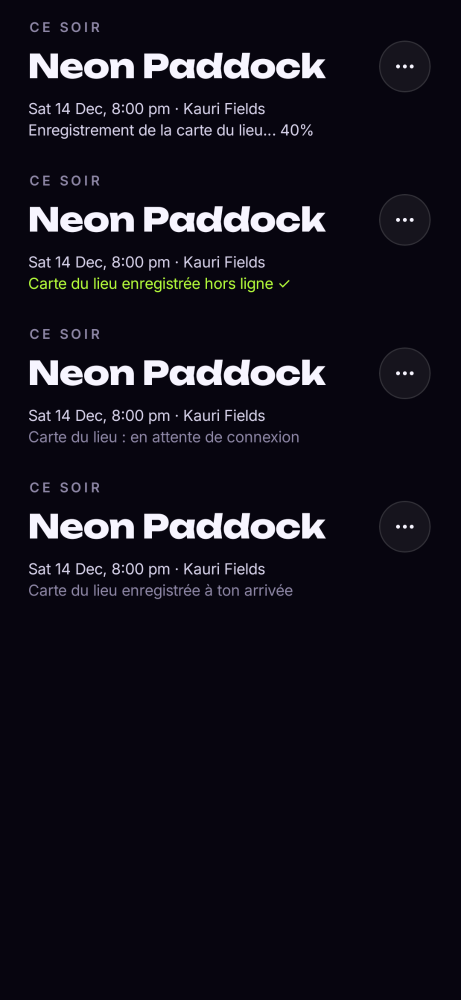 CE SOIR
Neon Paddock
Sat 14 Dec, 8:00 pm · Kauri Fields
Enregistrement de la carte du lieu... 40%
CE SOIR
Neon Paddock
Sat 14 Dec, 8:00 pm · Kauri Fields
Carte du lieu enregistrée hors ligne ✓
CE SOIR
Neon Paddock
Sat 14 Dec, 8:00 pm · Kauri Fields
Carte du lieu : en attente de connexion
CE SOIR
Neon Paddock
Sat 14 Dec, 8:00 pm · Kauri Fields
Carte du lieu enregistrée à ton arrivée